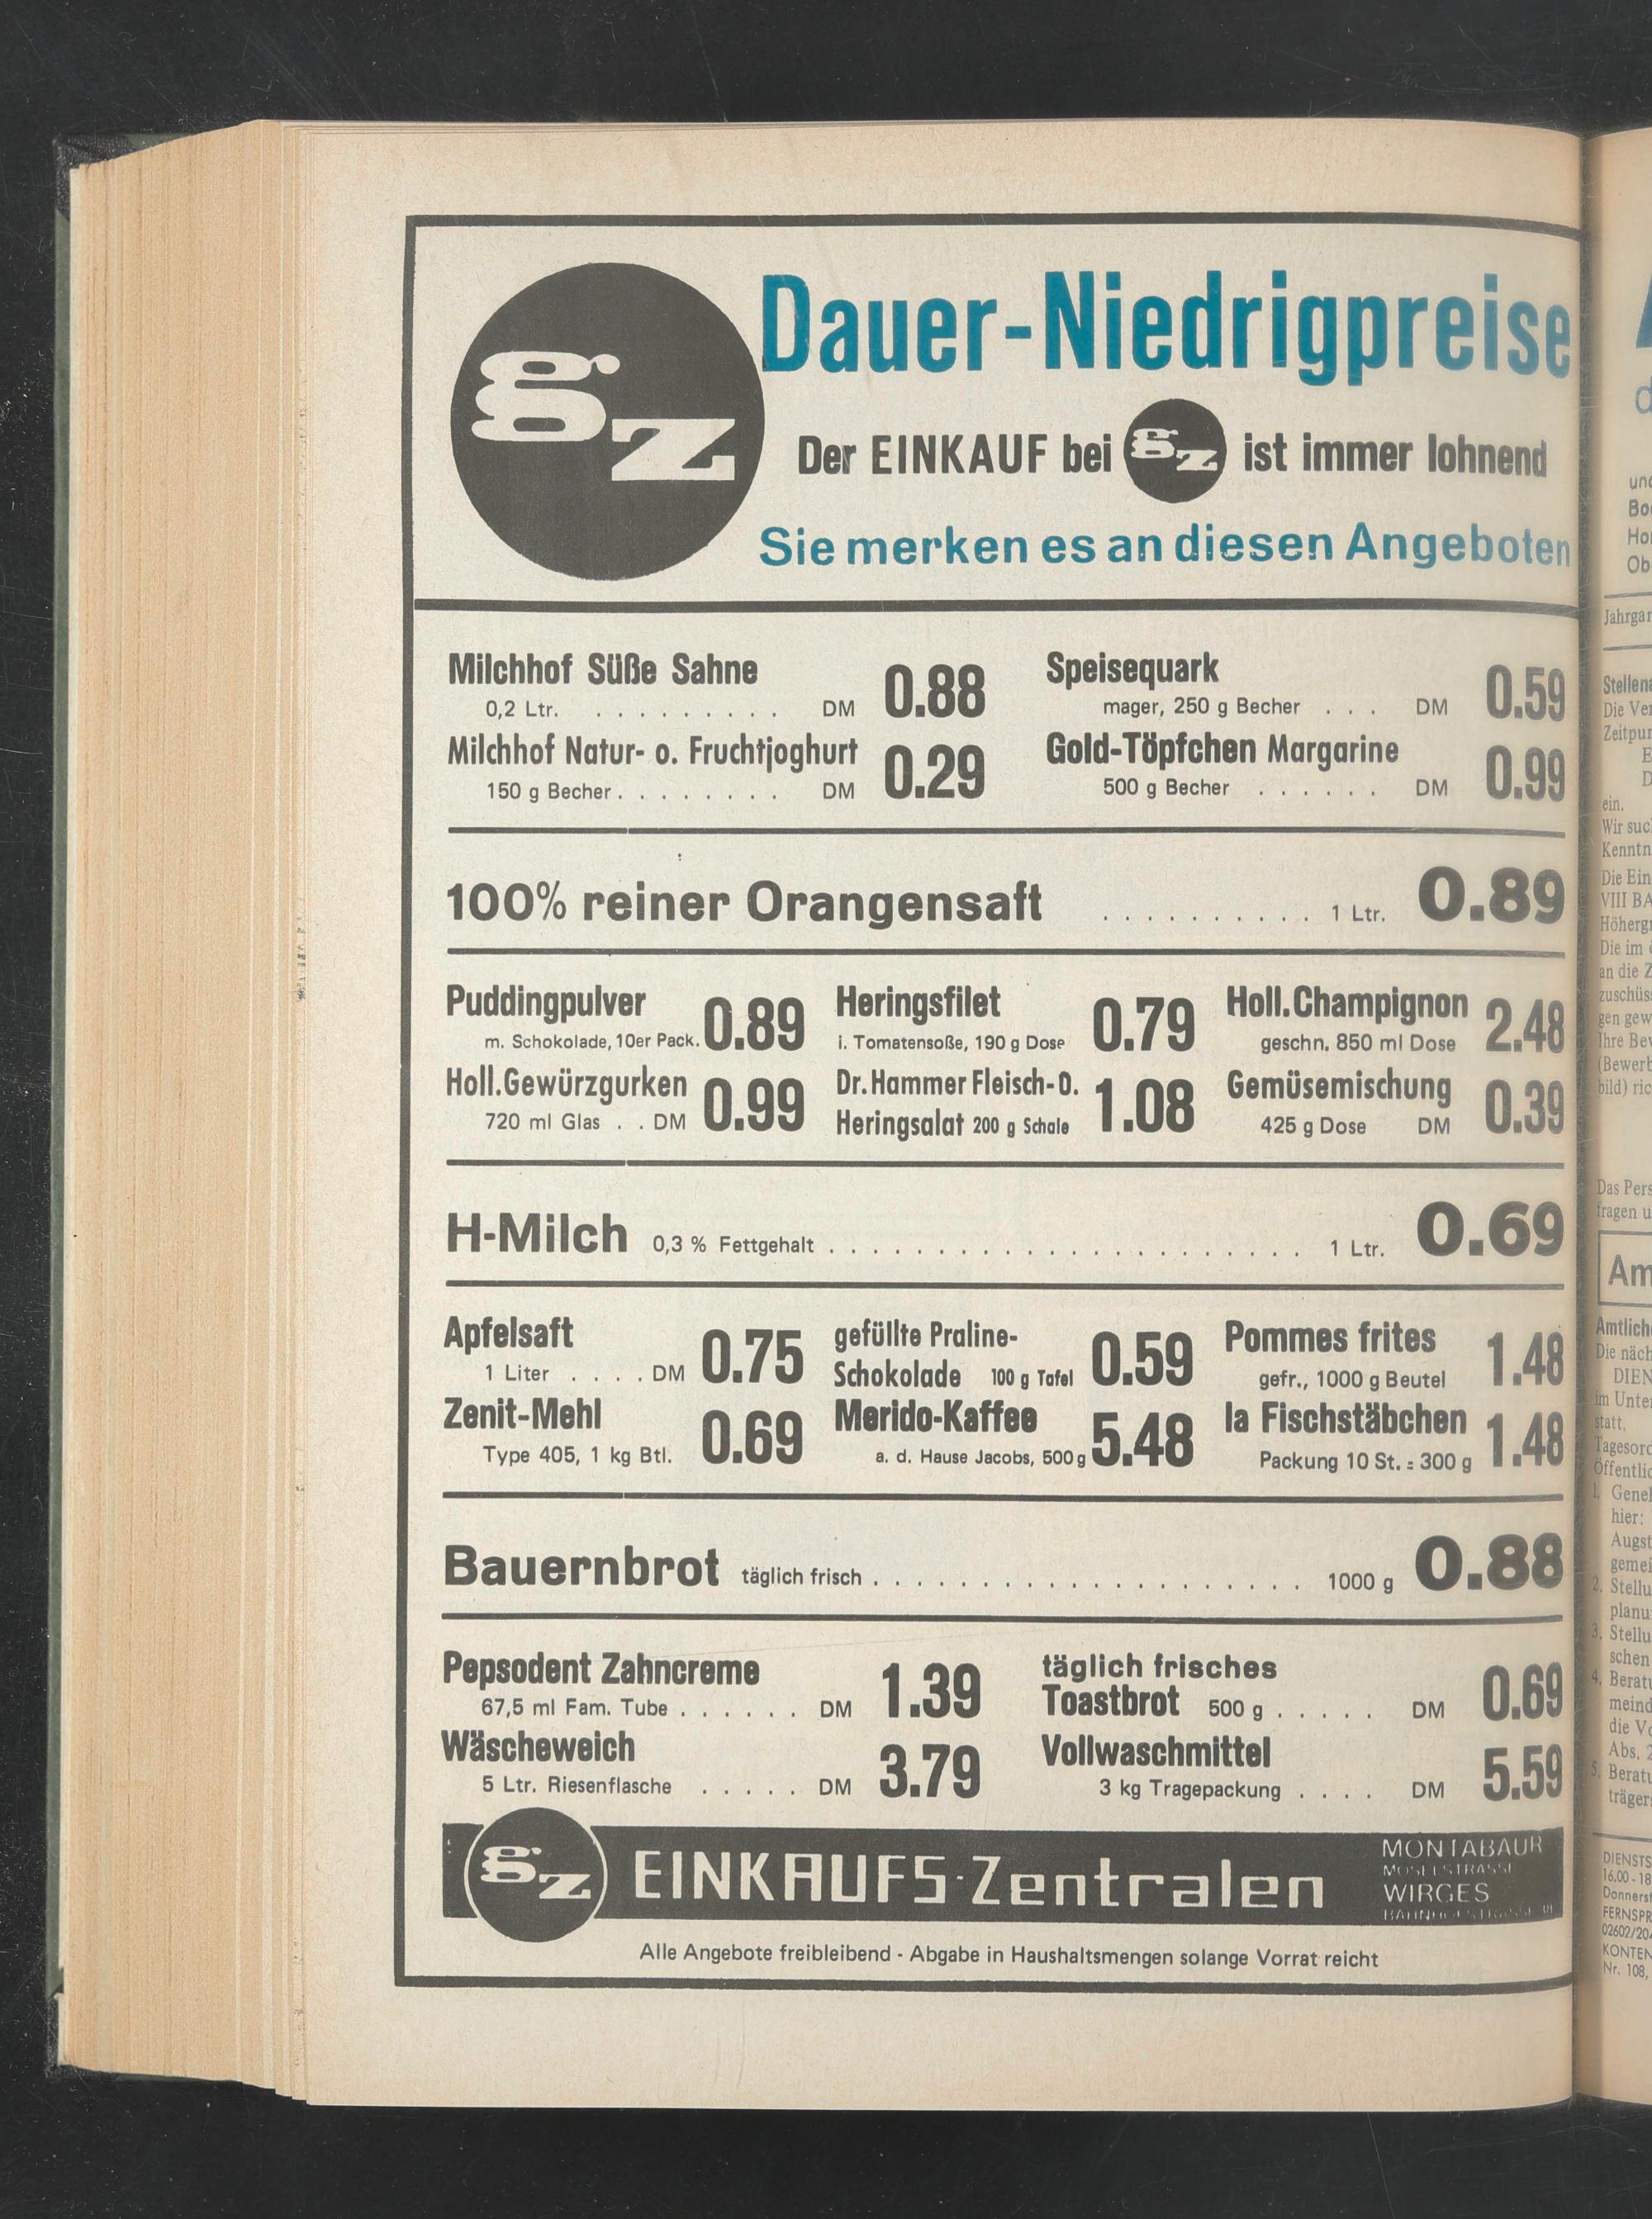 gz
Dauer-Niedrigpreise
Der EINKAUF bei gz ist immer lohnend
Sie merken es an diesen Angeboten
Milchhof Süße Sahne
0,2 Ltr. . . . . . . . . . . DM 0.88
Speisequark
mager, 250 g Becher . . . DM 0.59
Milchhof Natur- o. Fruchtjoghurt
150 g Becher . . . . . . . . DM 0.29
Gold-Töpfchen Margarine
500 g Becher . . . . . . DM 0.99
100% reiner Orangensaft . . . . . . . . . . 1 Ltr. 0.89
Puddingpulver
m. Schokolade, 10er Pack. 0.89
Heringsfilet
i. Tomatensoße, 190 g Dose 0.79
Holl. Champignon
geschn. 850 ml Dose 2.48
Holl. Gewürzgurken
720 ml Glas . . DM 0.99
Dr. Hammer Fleisch-O.
Heringsalat 200 g Schale 1.08
Gemüsemischung
425 g Dose DM 0.39
H-Milch 0,3 % Fettgehalt . . . . . . . . . . . . . . . . . . . . . . 1 Ltr. 0.69
Apfelsaft
1 Liter . . . . DM 0.75
gefüllte Praline-
Schokolade 100 g Tafel 0.59
Pommes frites
gefr., 1000 g Beutel 1.48
Zenit-Mehl
Type 405, 1 kg Btl. 0.69
Merido-Kaffee
a. d. Hause Jacobs, 500 g 5.48
Ia Fischstäbchen
Packung 10 St. = 300 g 1.48
Bauernbrot täglich frisch . . . . . . . . . . . . . . . . . . . . 1000 g 0.88
Pepsodent Zahncreme
67,5 ml Fam. Tube . . . . . . DM 1.39
täglich frisches
Toastbrot 500 g . . . . . DM 0.69
Wäscheweich
5 Ltr. Riesenflasche . . . . . DM 3.79
Vollwaschmittel
3 kg Tragepackung . . . . DM 5.59
gz EINKAUFS-Zentralen
MONTABAUR
MOSELSTRASSE
WIRGES
Alle Angebote freibleibend - Abgabe in Haushaltsmengen solange Vorrat reicht